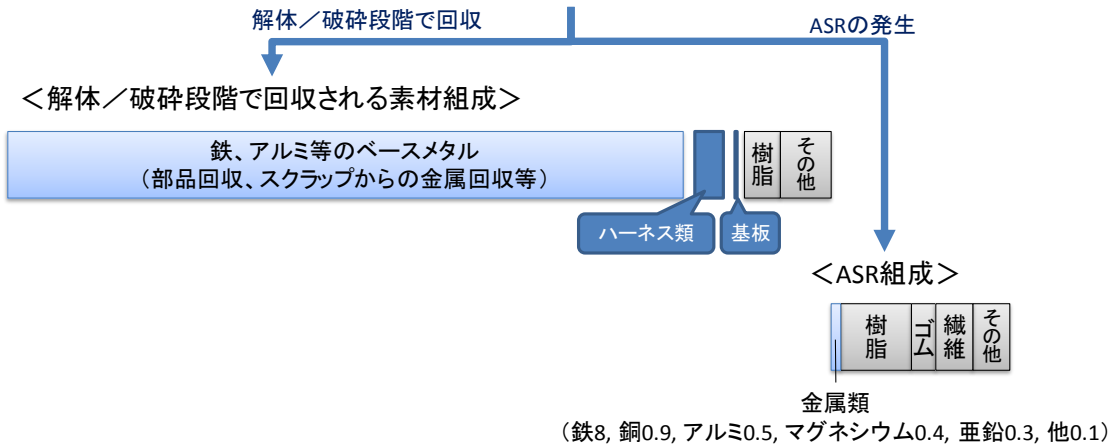 解体／破砕段階で回収
ASRの発生
＜解体／破砕段階で回収される素材組成＞
鉄、アルミ等のベースメタル
（部品回収、スクラップからの金属回収等）
樹脂
その他
ハーネス類
基板
＜ASR組成＞
樹脂
ゴム
繊維
その他
金属類
（鉄8, 銅0.9, アルミ0.5, マグネシウム0.4, 亜鉛0.3, 他0.1）